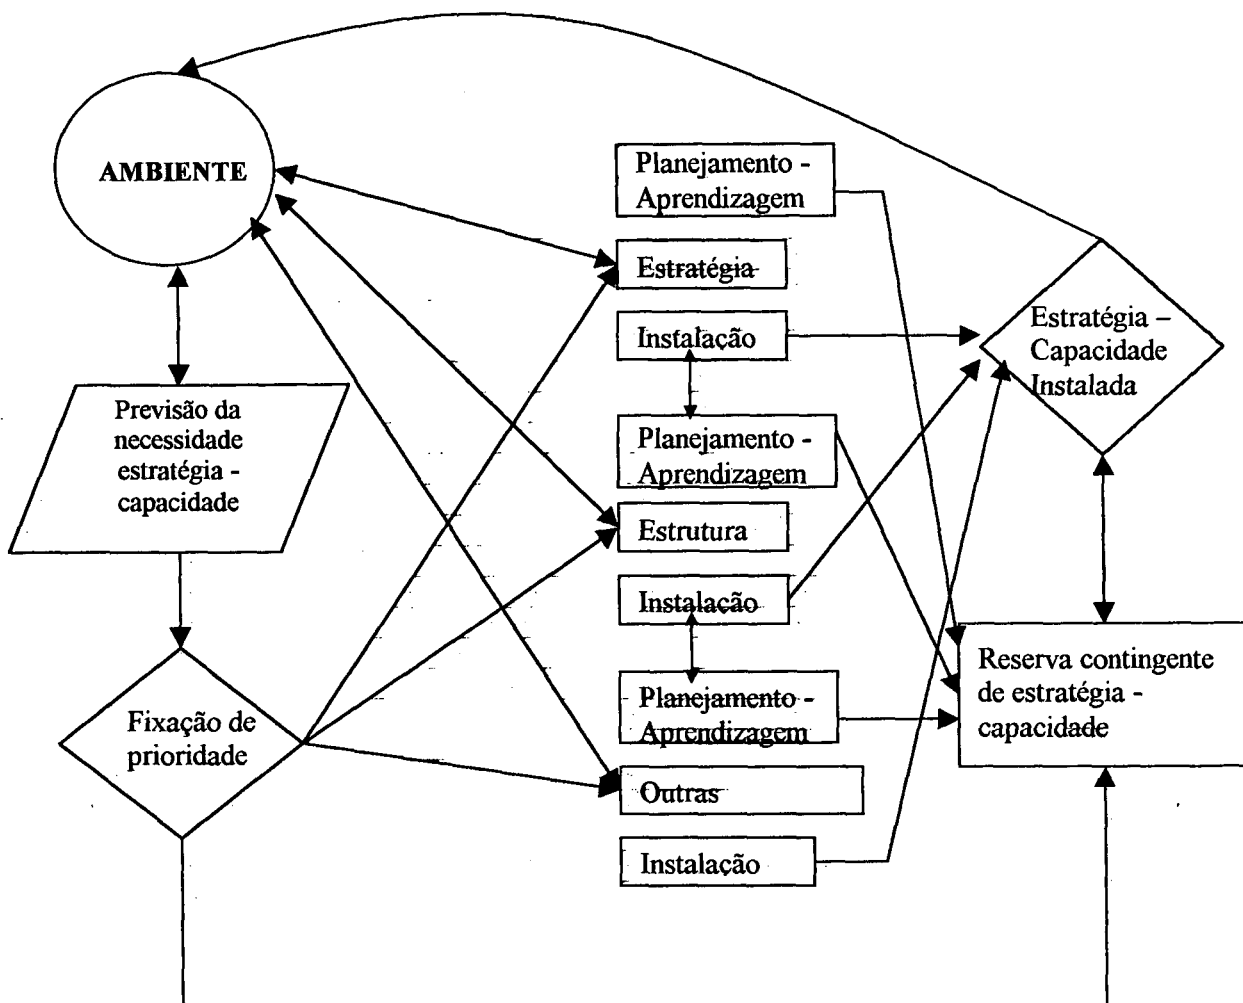 AMBIENTE
Previsão da
necessidade
estratégia -
capacidade
Fixação de
prioridade
Planejamento -
Aprendizagem
Estratégia
Instalação
Planejamento -
Aprendizagem
Estrutura
Instalação
Planejamento -
Aprendizagem
Outras
Instalação
Estratégia –
Capacidade
Instalada
Reserva contingente
de estratégia -
capacidade